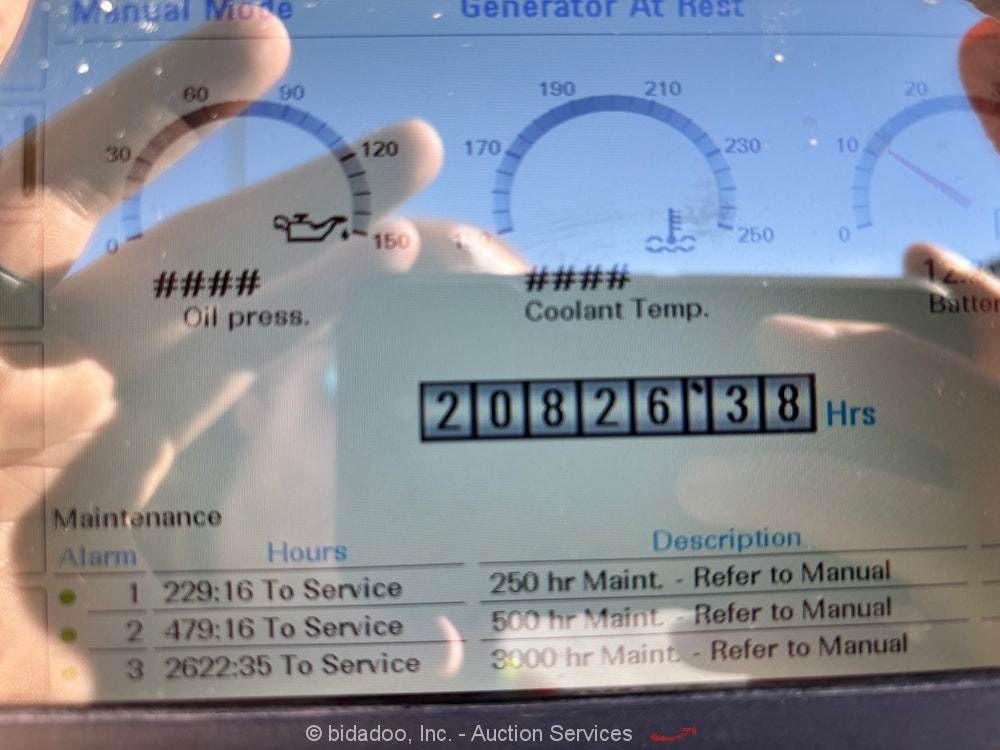 Manual Mode Generator At Rest
60 90 190 210 20
30 120 170 230 10
0 150 250 0
#### ####
Oil press. Coolant Temp.
20826 38 Hrs
Maintenance
Alarm Hours Description
1 229:16 To Service 250 hr Maint. - Refer to Manual
2 479:16 To Service 500 hr Maint. - Refer to Manual
3 2622:35 To Service 3000 hr Maint. - Refer to Manual
© bidadoo, Inc. - Auction Services